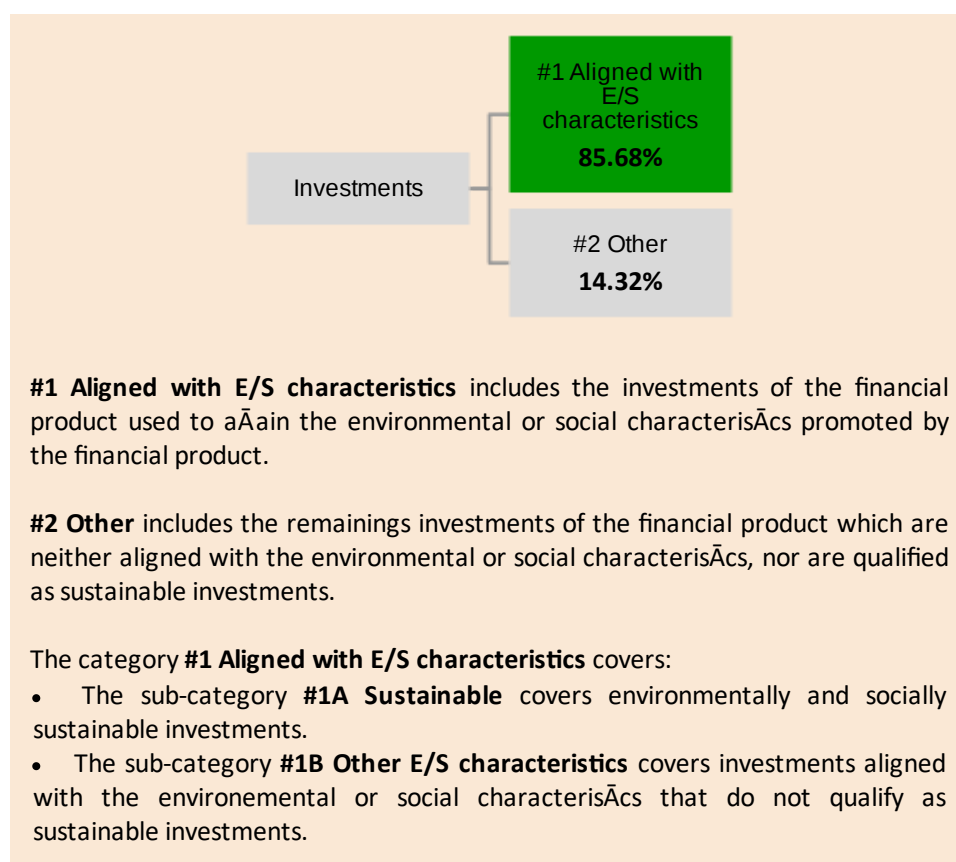 #1 Aligned with
E/S
characteristics
85.68%
Investments
#2 Other
14.32%
#1 Aligned with E/S characteristics includes the investments of the financial
product used to aĀain the environmental or social characterisĀcs promoted by
the financial product.
#2 Other includes the remainings investments of the financial product which are
neither aligned with the environmental or social characterisĀcs, nor are qualified
as sustainable investments.
The category #1 Aligned with E/S characteristics covers:
● The sub-category #1A Sustainable covers environmentally and socially
sustainable investments.
● The sub-category #1B Other E/S characteristics covers investments aligned
with the environemental or social characterisĀcs that do not qualify as
sustainable investments.